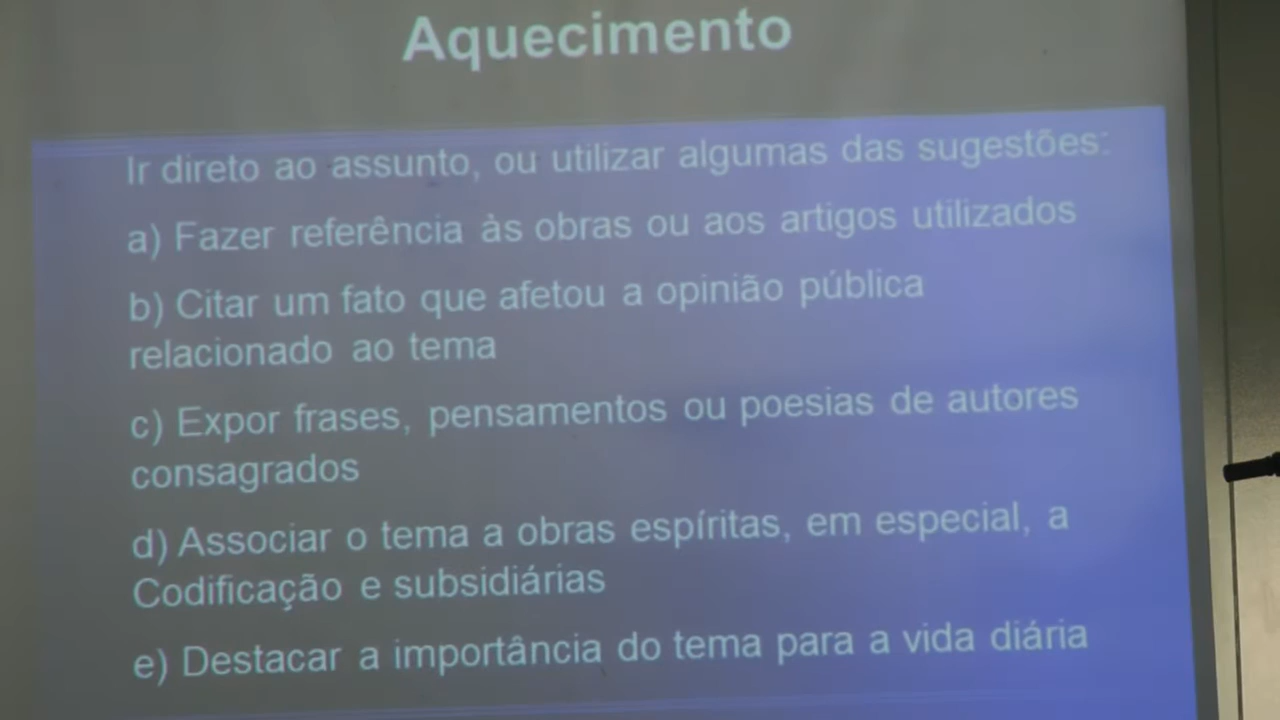 Aquecimento
Ir direto ao assunto, ou utilizar algumas das sugestões:
a) Fazer referência às obras ou aos artigos utilizados
b) Citar um fato que afetou a opinião pública
relacionado ao tema
c) Expor frases, pensamentos ou poesias de autores
consagrados
d) Associar o tema a obras espíritas, em especial, a
Codificação e subsidiárias
e) Destacar a importância do tema para a vida diária